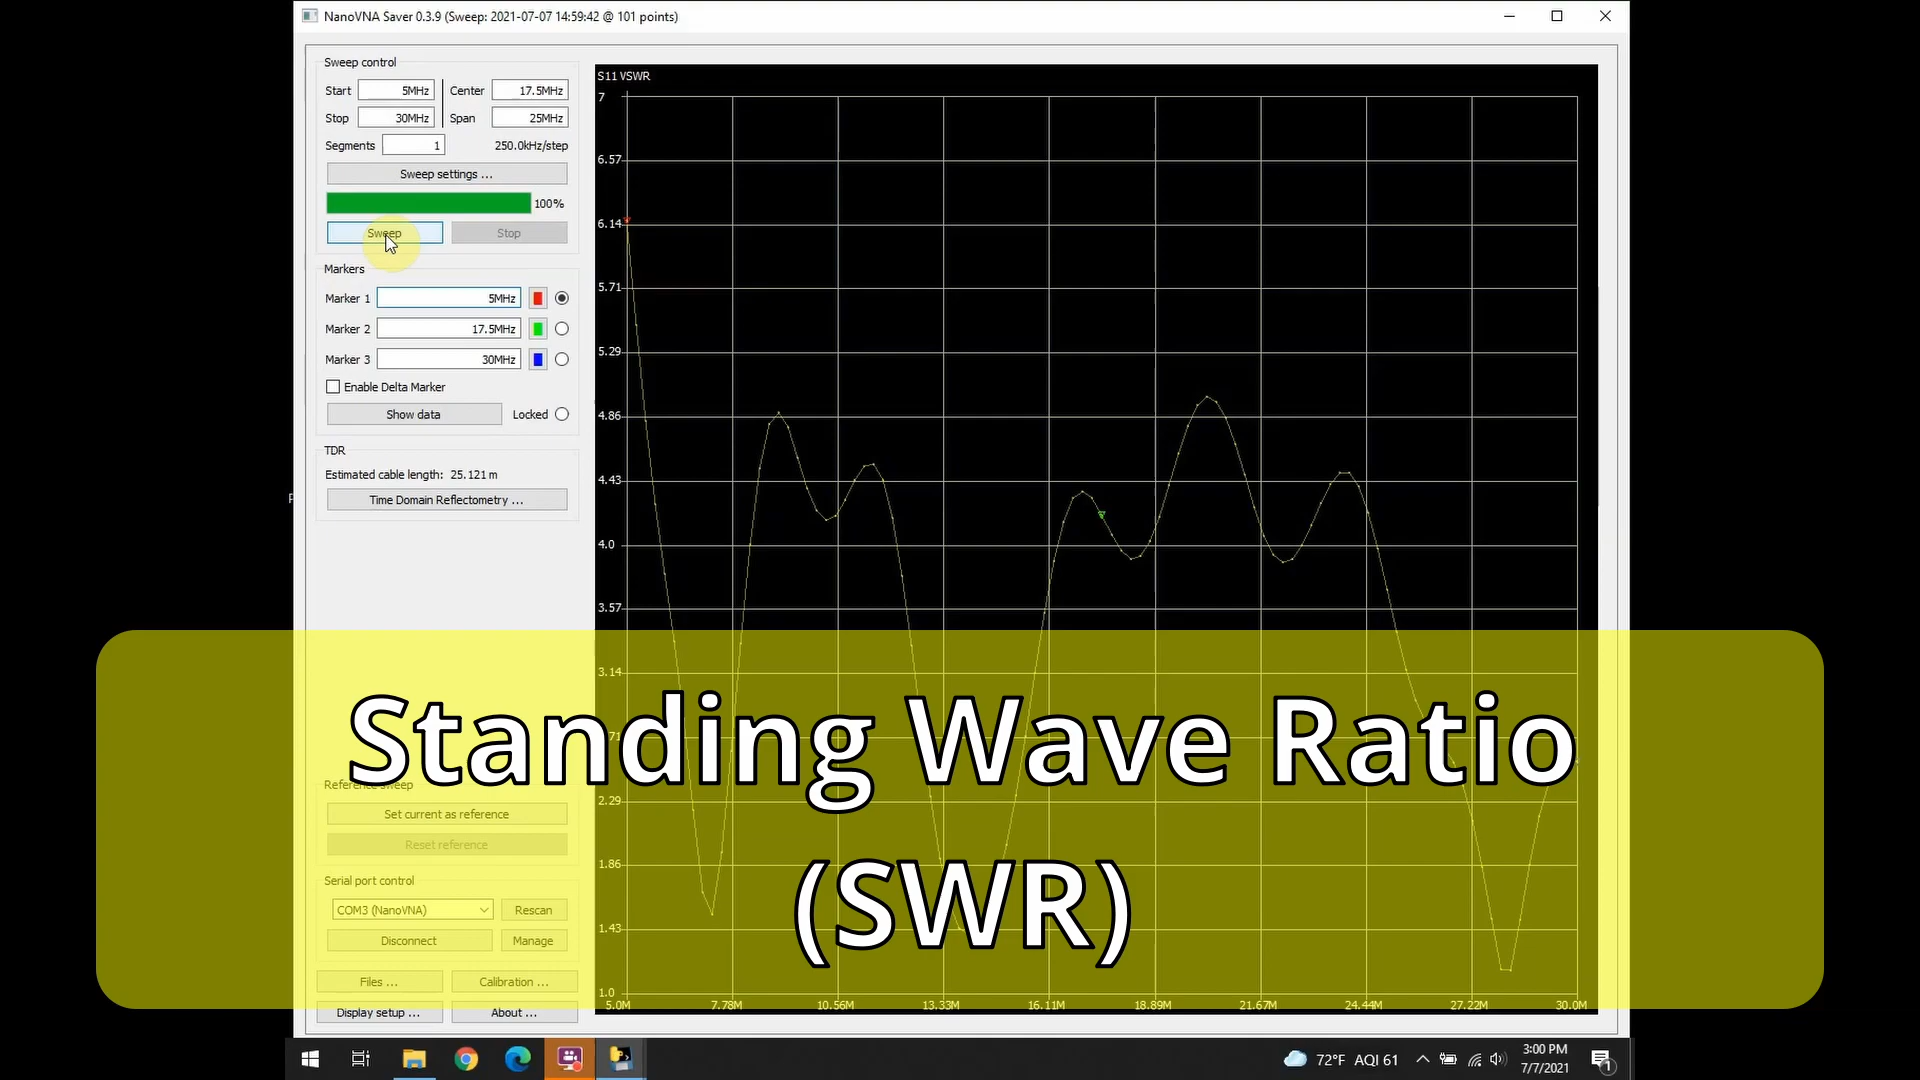 NanoVNA Saver 0.3.9 (Sweep: 2021-07-07 14:59:42 @ 101 points)
Sweep control
Start 5MHz Center 17.5MHz
Stop 30MHz Span 25MHz
Segments 1 250.0kHz/step
Sweep settings ...
100%
Sweep Stop
Markers
Marker 1 5MHz
Marker 2 17.5MHz
Marker 3 30MHz
Enable Delta Marker
Show data Locked
TDR
Estimated cable length: 25.121 m
Time Domain Reflectometry ...
Reference sweep
Set current as reference
Reset reference
Serial port control
COM3 (NanoVNA) Rescan
Disconnect Manage
Files ... Calibration ...
Display setup ... About ...
S11 VSWR
7
6.57
6.14
5.71
5.29
4.86
4.43
4.0
3.57
3.14
2.29
1.86
1.43
1.0
5.0M 7.78M 10.56M 13.33M 16.11M 18.89M 21.67M 24.44M 27.22M 30.0M
Standing Wave Ratio
(SWR)
72°F AQI 61
3:00 PM
7/7/2021
1